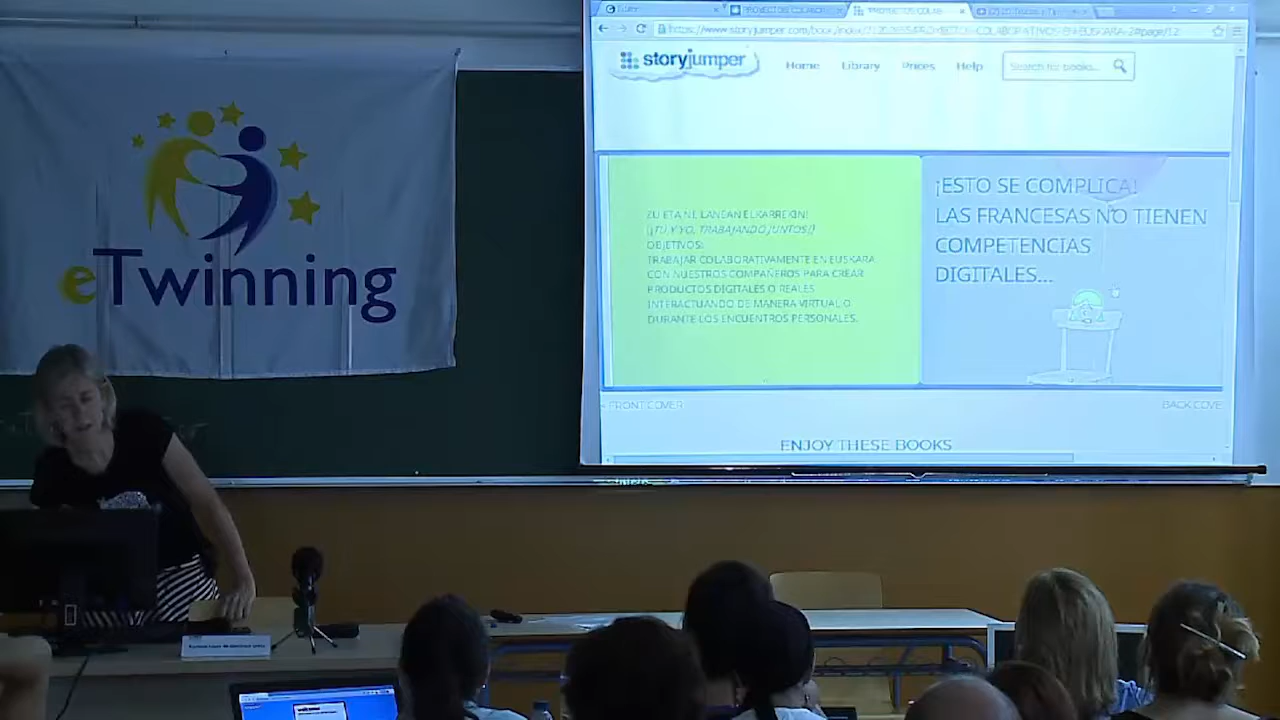 eTwinning
storyjumper
Home Library Prices Help
Search for books...
ZU ETA NI, LANEAN ELKARREKIN!
(¡TU Y YO, TRABAJANDO JUNTOS!)
OBJETIVOS:
TRABAJAR COLABORATIVAMENTE EN EUSKARA
CON NUESTROS COMPAÑEROS PARA CREAR
PRODUCTOS DIGITALES O REALES
INTERACTUANDO DE MANERA VIRTUAL O
DURANTE LOS ENCUENTROS PERSONALES.
¡ESTO SE COMPLICA!
LAS FRANCESAS NO TIENEN
COMPETENCIAS
DIGITALES...
FRONT COVER
BACK COVE
ENJOY THESE BOOKS